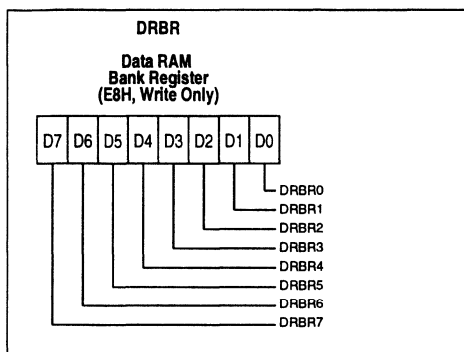 DRBR
Data RAM
Bank Register
(E8H, Write Only)
D7 D6 D5 D4 D3 D2 D1 D0
DRBR0
DRBR1
DRBR2
DRBR3
DRBR4
DRBR5
DRBR6
DRBR7